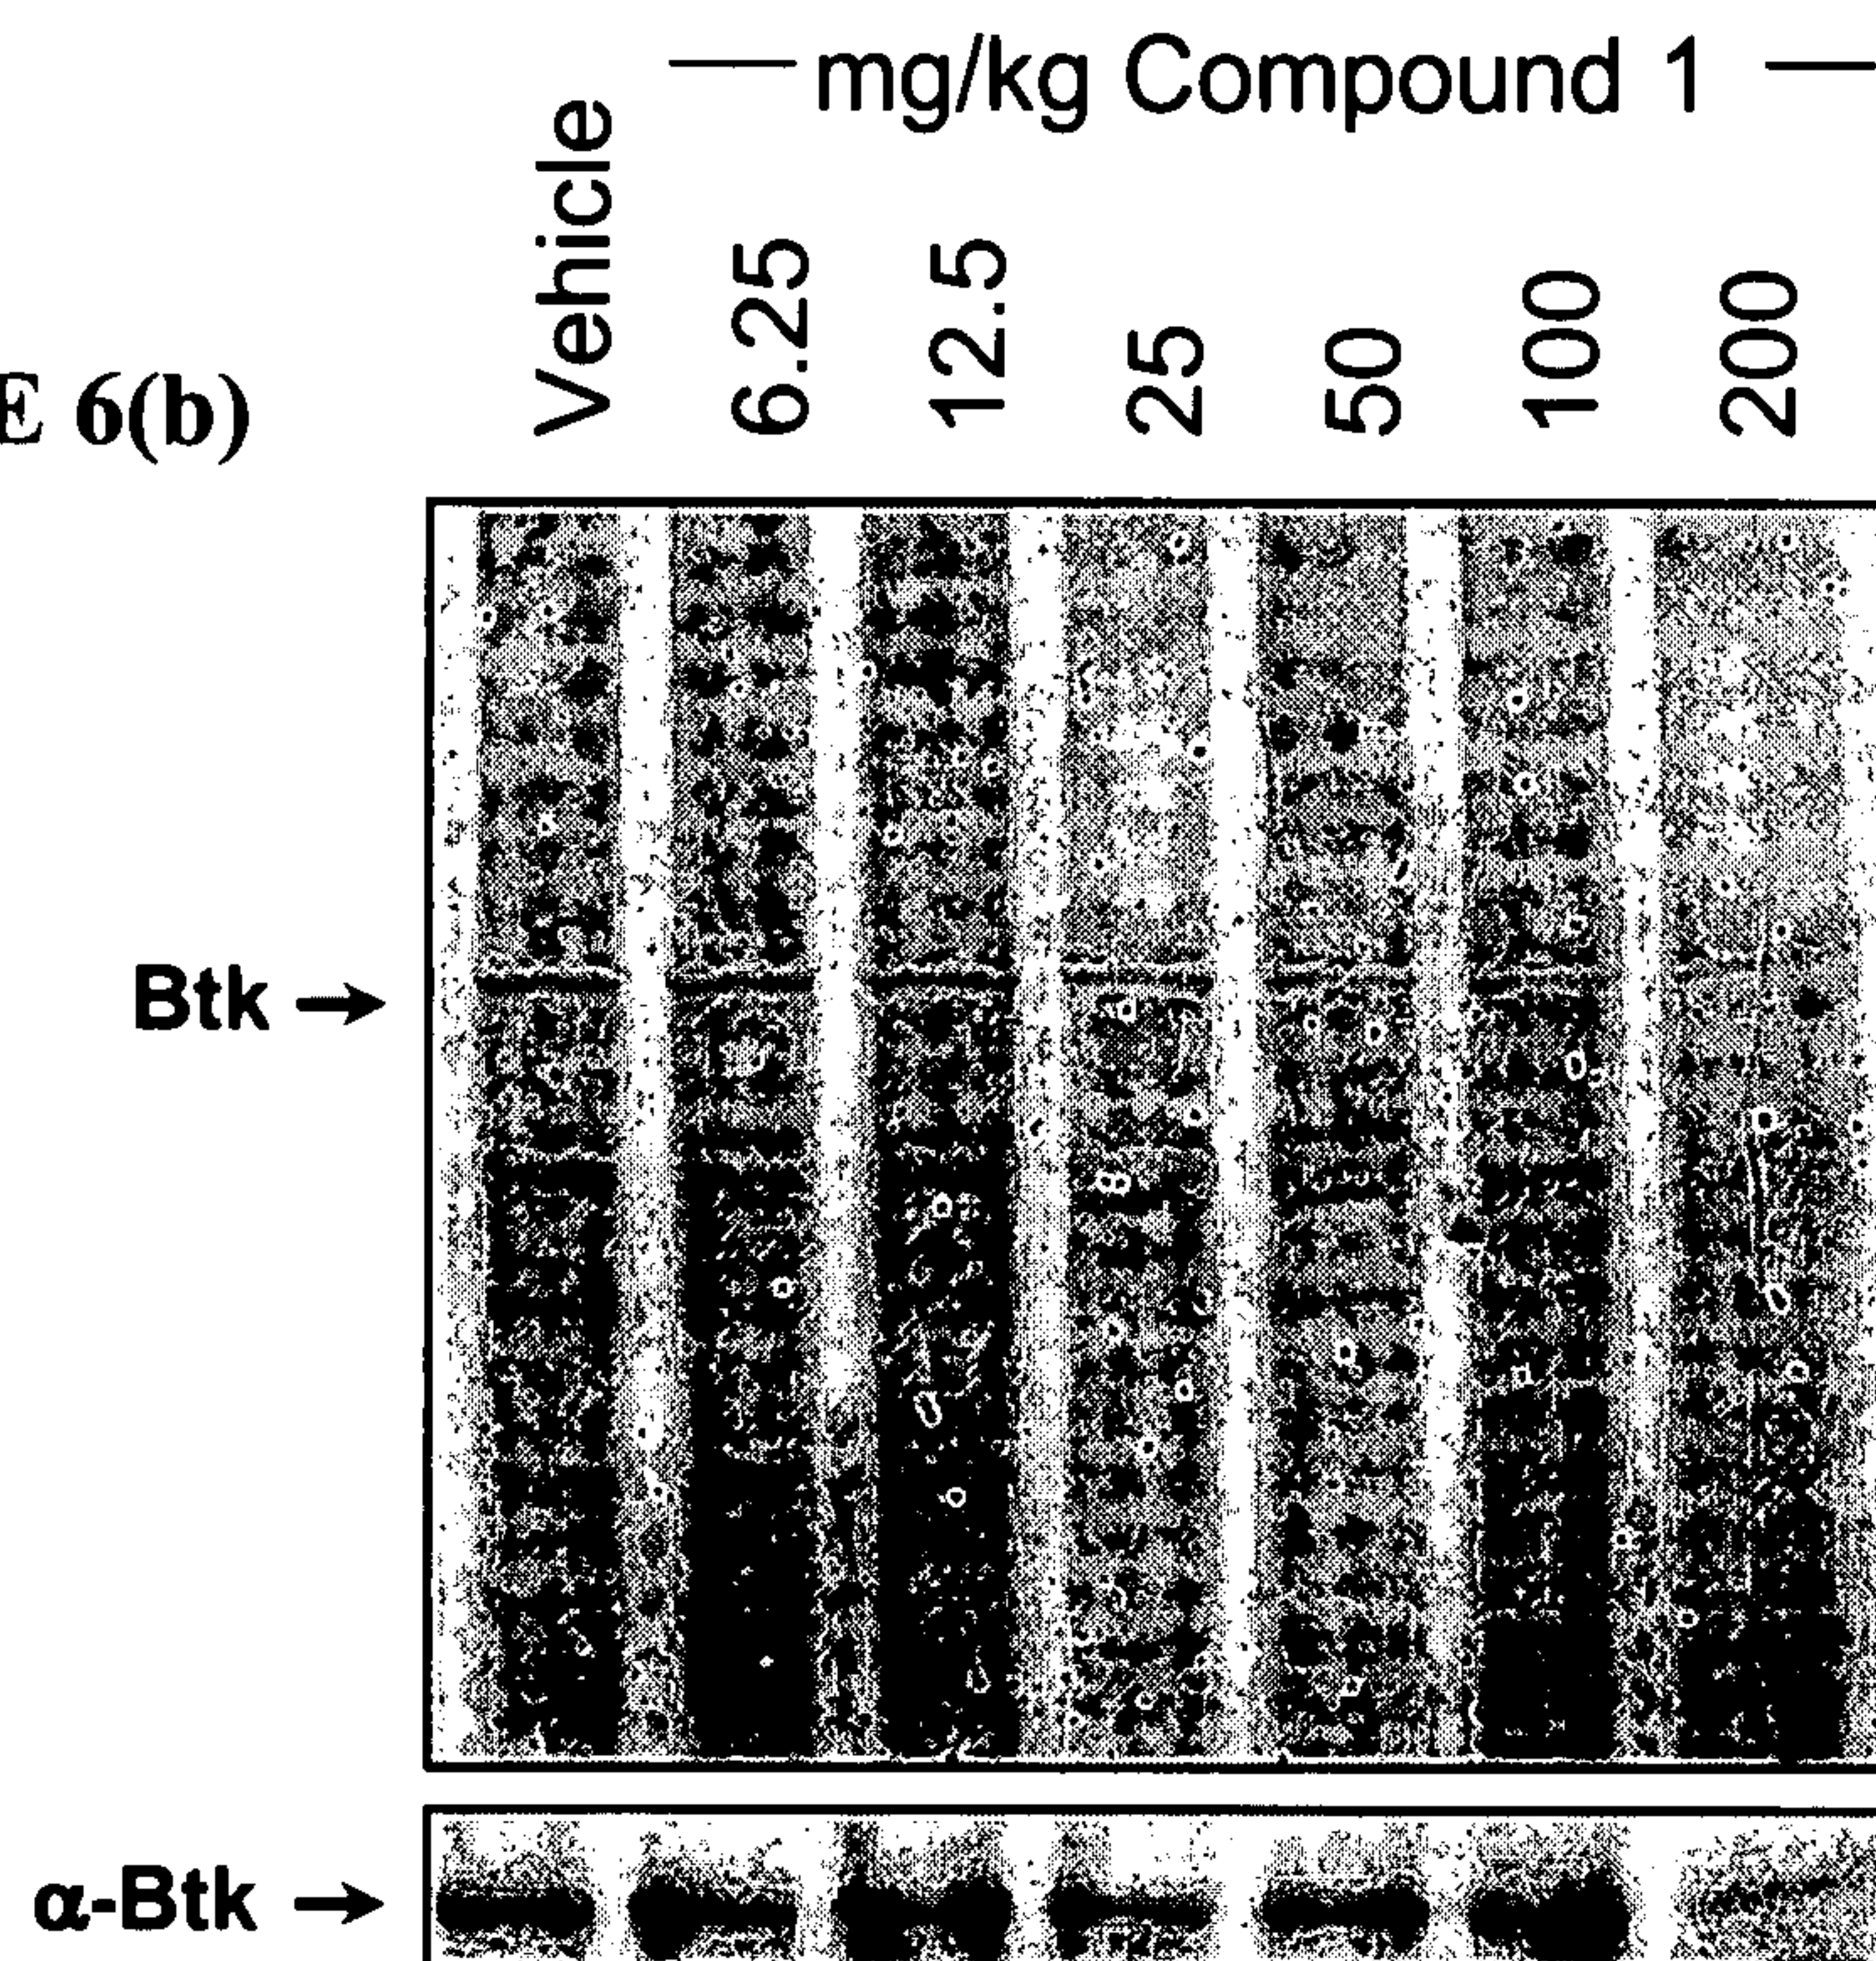 mg/kg Compound 1
Vehicle
6.25
12.5
25
50
100
200
E 6(b)
Btk
α-Btk